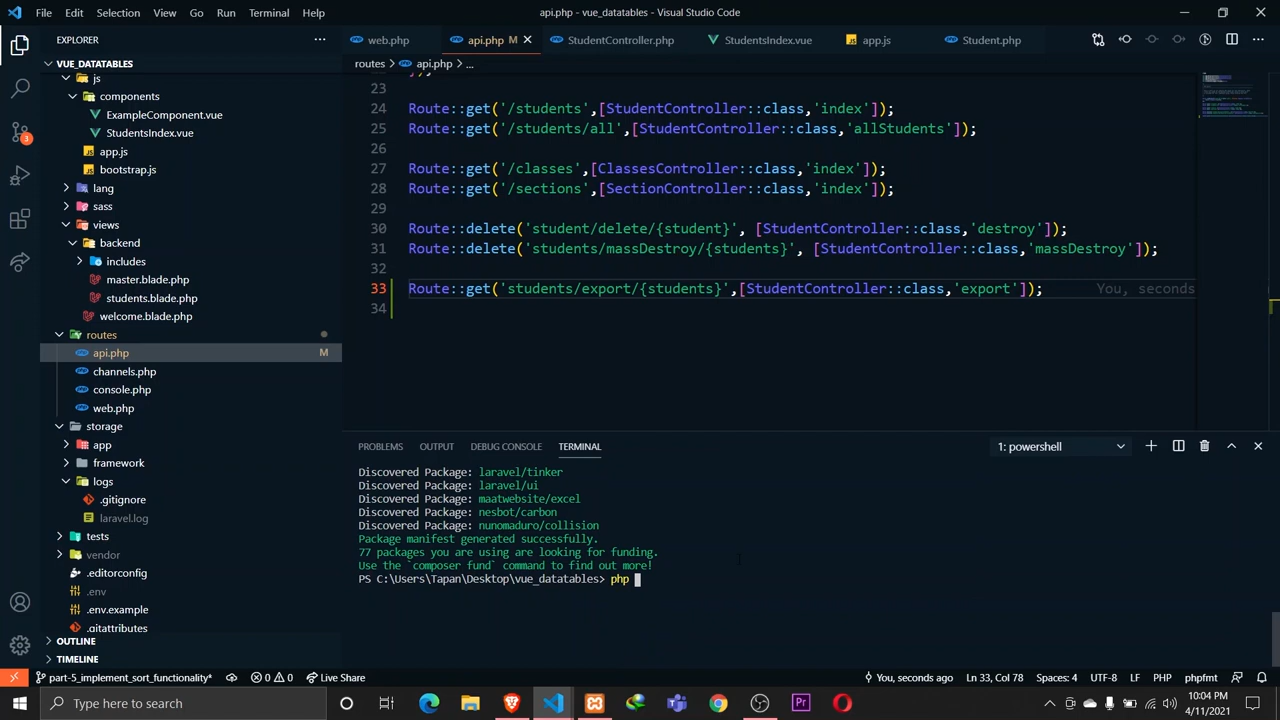 File Edit Selection View Go Run Terminal Help
api.php - vue_datatables - Visual Studio Code
EXPLORER
VUE_DATATABLES
js
components
ExampleComponent.vue
StudentsIndex.vue
app.js
bootstrap.js
lang
sass
views
backend
includes
master.blade.php
students.blade.php
welcome.blade.php
routes
api.php M
channels.php
console.php
web.php
storage
app
framework
logs
.gitignore
laravel.log
tests
vendor
.editorconfig
.env
.env.example
.gitattributes
OUTLINE
TIMELINE
web.php api.php M StudentController.php StudentsIndex.vue app.js Student.php
routes > api.php > ...
23
24 Route::get('/students',[StudentController::class,'index']);
25 Route::get('/students/all',[StudentController::class,'allStudents']);
26
27 Route::get('/classes',[ClassesController::class,'index']);
28 Route::get('/sections',[SectionController::class,'index']);
29
30 Route::delete('student/delete/{student}', [StudentController::class,'destroy']);
31 Route::delete('students/massDestroy/{students}', [StudentController::class,'massDestroy']);
32
33 Route::get('students/export/{students}',[StudentController::class,'export']); You, seconds
34
PROBLEMS OUTPUT DEBUG CONSOLE TERMINAL
1: powershell
Discovered Package: laravel/tinker
Discovered Package: laravel/ui
Discovered Package: maatwebsite/excel
Discovered Package: nesbot/carbon
Discovered Package: nunomaduro/collision
Package manifest generated successfully.
77 packages you are using are looking for funding.
Use the `composer fund` command to find out more!
PS C:\Users\Tapan\Desktop\vue_datatables> php
3
part-5_implement_sort_functionality* 0 0 Live Share
You, seconds ago Ln 33, Col 78 Spaces: 4 UTF-8 LF PHP phpfmt
Type here to search
10:04 PM
4/11/2021